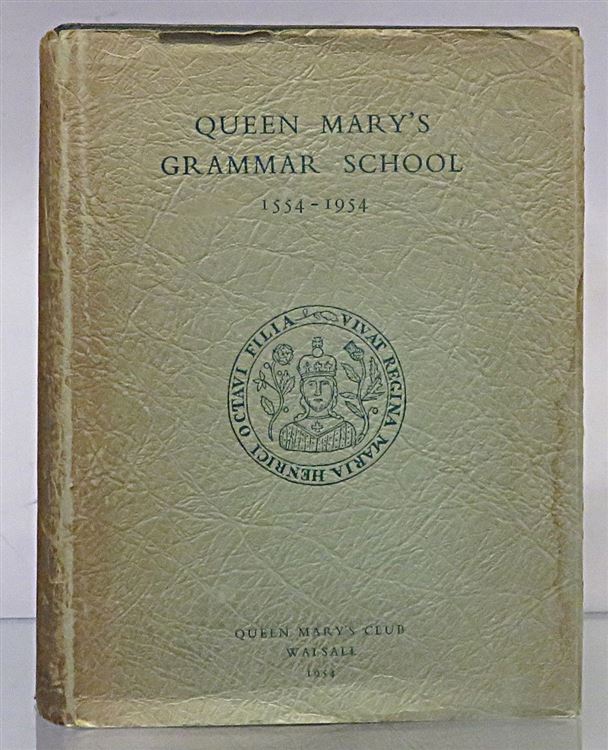 QUEEN MARY'S
GRAMMAR SCHOOL
1554-1954
VIVAT REGINA MARIA HENRICI OCTAVI FILIA
QUEEN MARY'S CLUB
WALSALL
1954